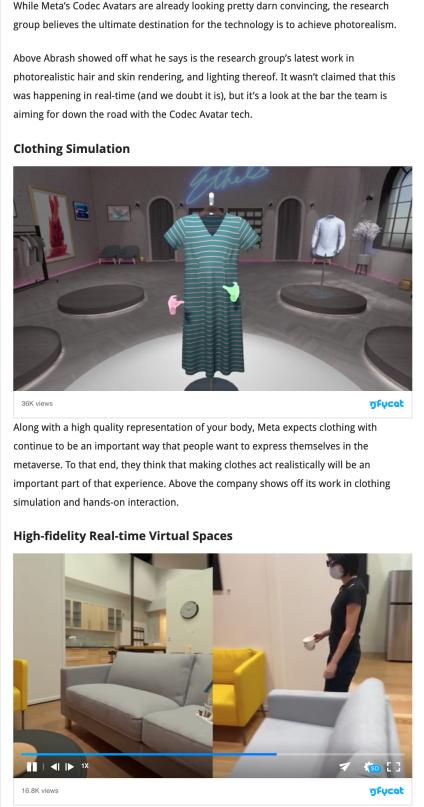 While Meta's Codec Avatars are already looking pretty darn convincing, the research
group believes the ultimate destination for the technology is to achieve photorealism.
Above Abrash showed off what he says is the research group's latest work in
photorealistic hair and skin rendering, and lighting thereof. It wasn't claimed that this
was happening in real-time (and we doubt it is), but it's a look at the bar the team is
aiming for down the road with the Codec Avatar tech.
Clothing Simulation
Ethels
36K views
gfycat
Along with a high quality representation of your body, Meta expects clothing with
continue to be an important way that people want to express themselves in the
metaverse. To that end, they think that making clothes act realistically will be an
important part of that experience. Above the company shows off its work in clothing
simulation and hands-on interaction.
High-fidelity Real-time Virtual Spaces
1X
SD
16.8K views
gfycat